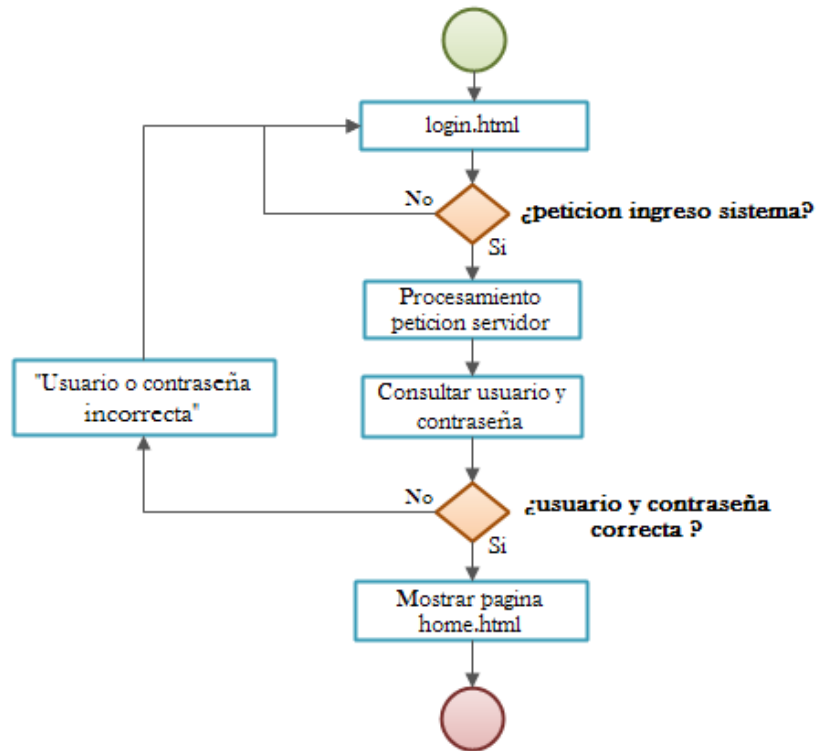 login.html
No
¿peticion ingreso sistema?
Si
Procesamiento
peticion servidor
"Usuario o contraseña
incorrecta"
Consultar usuario y
contraseña
No
¿usuario y contraseña
correcta ?
Si
Mostrar pagina
home.html